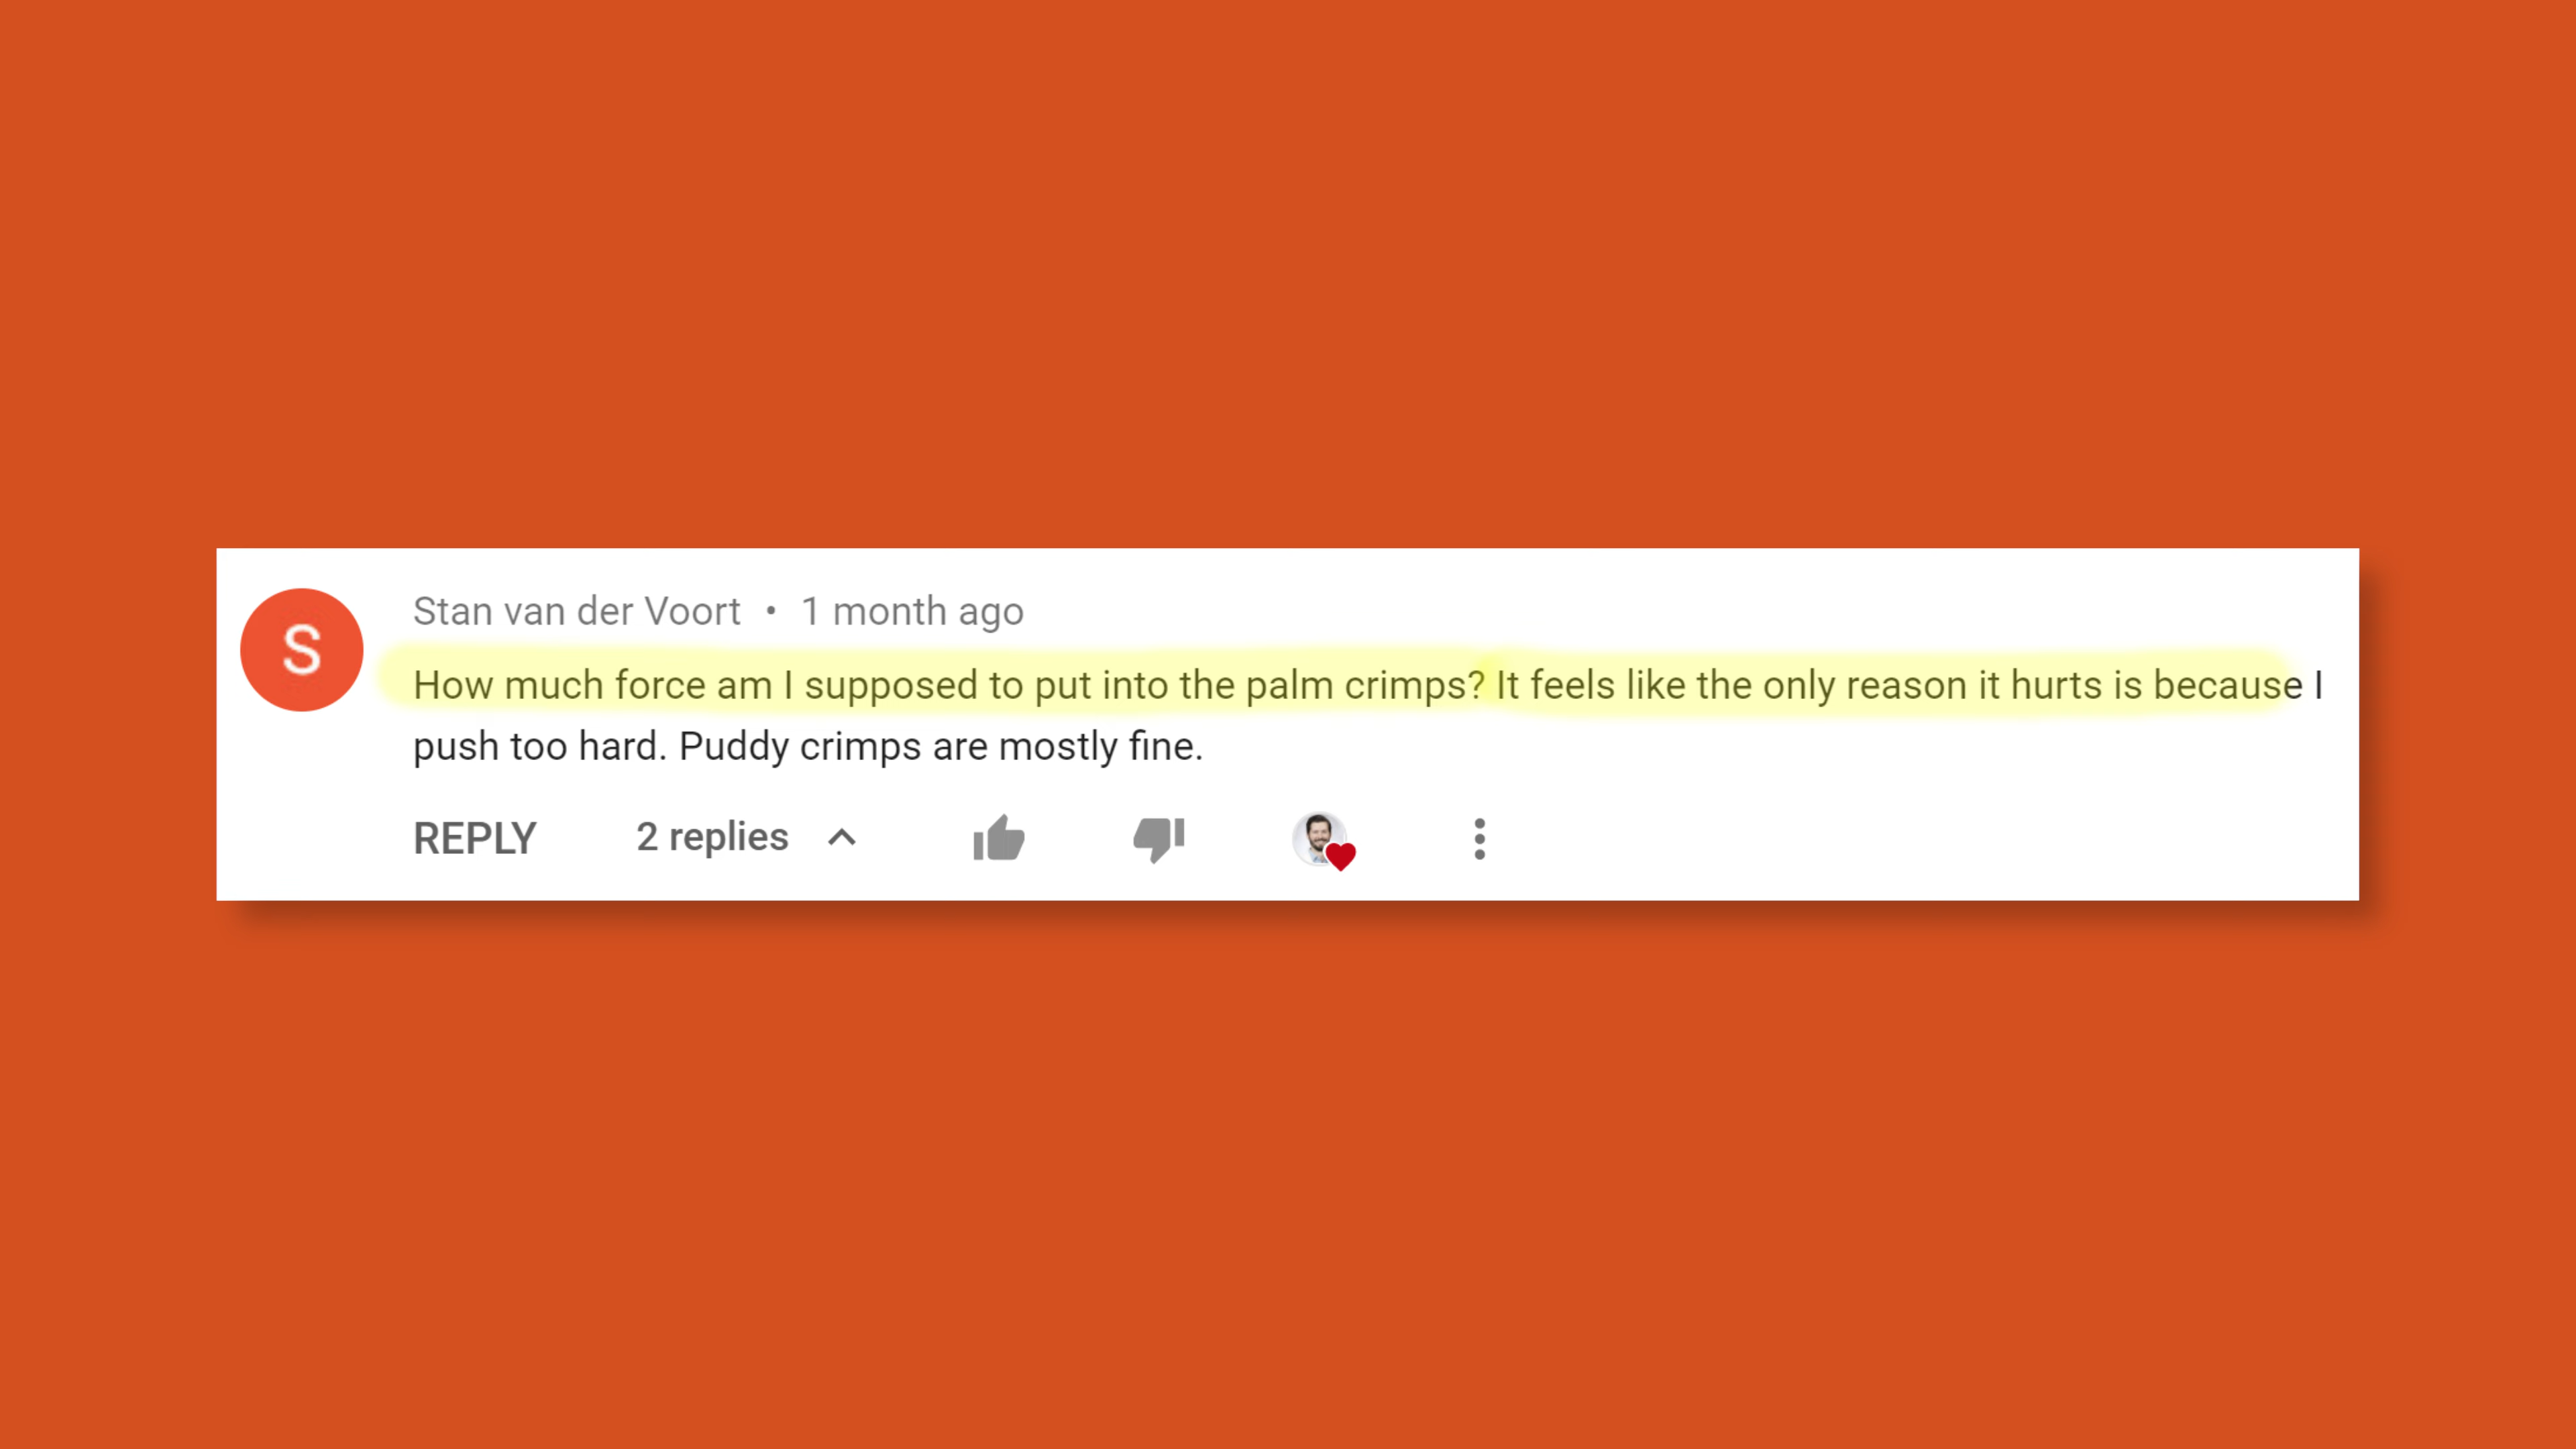 S
Stan van der Voort • 1 month ago
How much force am I supposed to put into the palm crimps? It feels like the only reason it hurts is because I
push too hard. Puddy crimps are mostly fine.
REPLY 2 replies